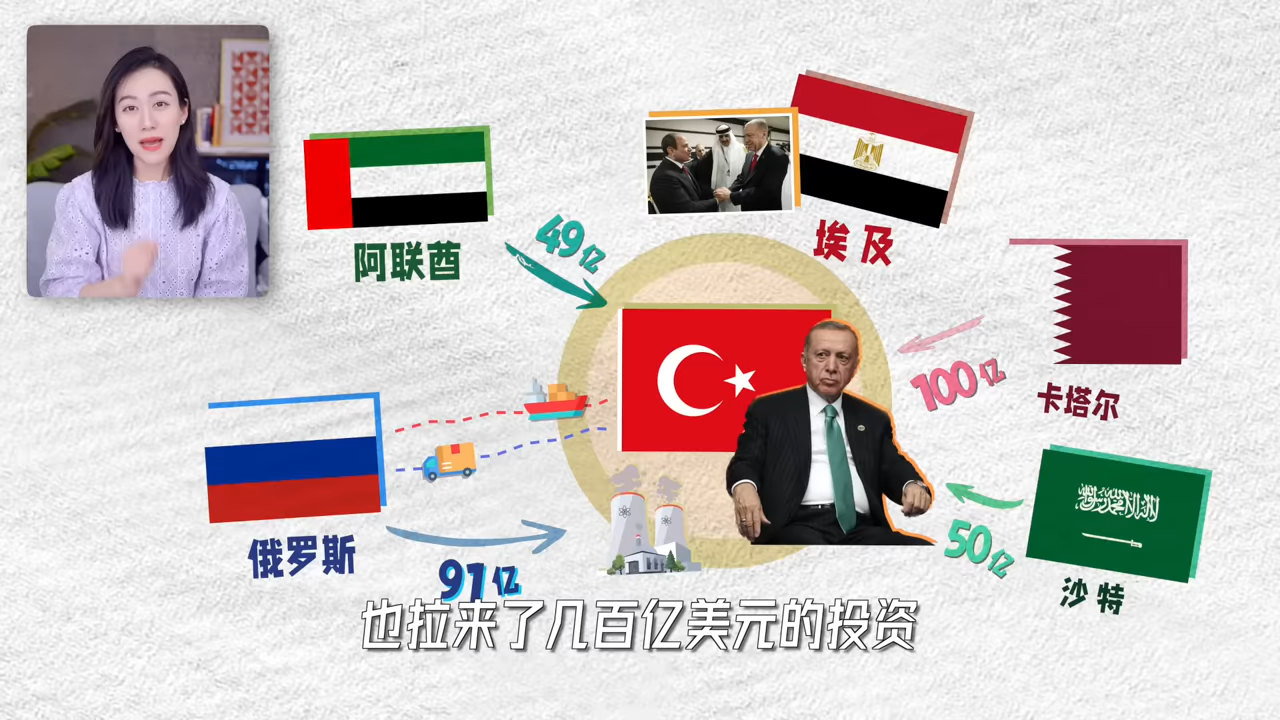 埃及
49亿
阿联酋
100亿
卡塔尔
50亿
俄罗斯
91亿
沙特
也拉来了几百亿美元的投资